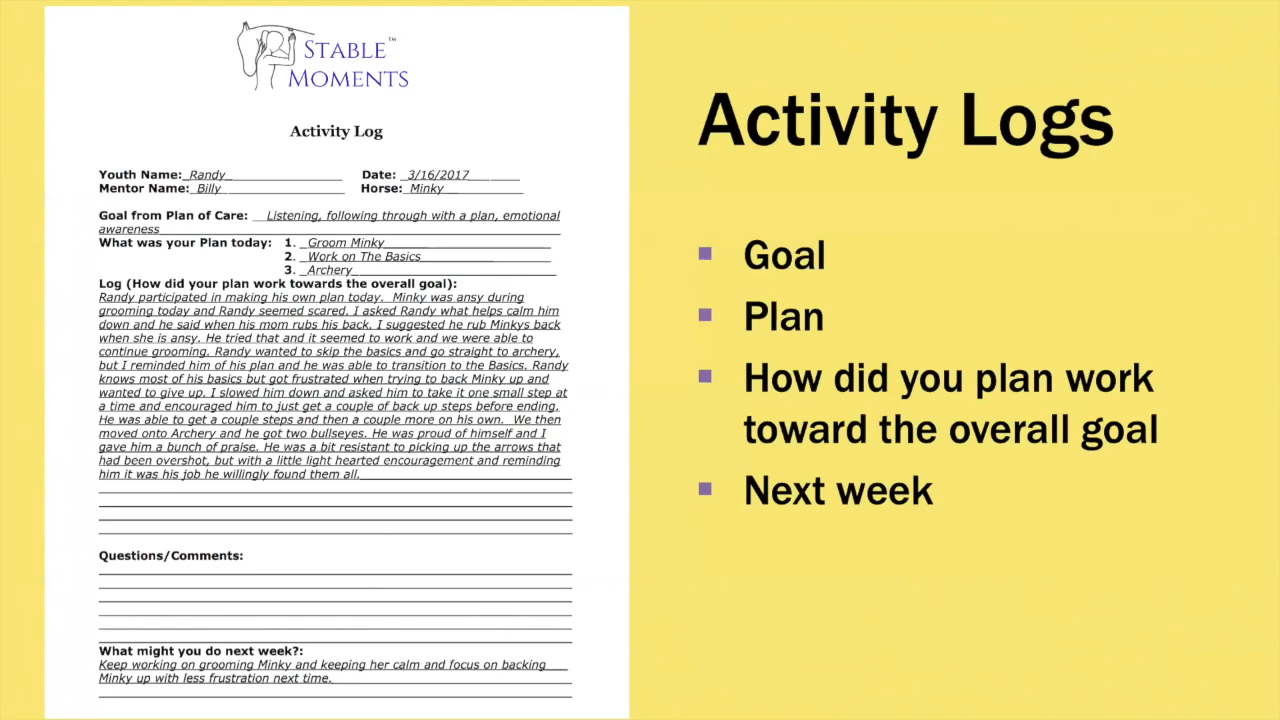 STABLE™
MOMENTS
Activity Log
Youth Name: Randy Date: 3/16/2017
Mentor Name: Billy Horse: Minky
Goal from Plan of Care: Listening, following through with a plan, emotional
awareness
What was your Plan today: 1. Groom Minky
2. Work on The Basics
3. Archery
Log (How did your plan work towards the overall goal):
Randy participated in making his own plan today. Minky was ansy during
grooming today and Randy seemed scared. I asked Randy what helps calm him
down and he said when his mom rubs his back. I suggested he rub Minkys back
when she is ansy. He tried that and it seemed to work and we were able to
continue grooming. Randy wanted to skip the basics and go straight to archery,
but I reminded him of his plan and he was able to transition to the Basics. Randy
knows most of his basics but got frustrated when trying to back Minky up and
wanted to give up. I slowed him down and asked him to take it one small step at
a time and encouraged him to just get a couple of back up steps before ending.
He was able to get a couple steps and then a couple more on his own. We then
moved onto Archery and he got two bullseyes. He was proud of himself and I
gave him a bunch of praise. He was a bit resistant to picking up the arrows that
had been overshot, but with a little light hearted encouragement and reminding
him it was his job he willingly found them all.
Questions/Comments:
What might you do next week?:
Keep working on grooming Minky and keeping her calm and focus on backing
Minky up with less frustration next time.
Activity Logs
Goal
Plan
How did you plan work
toward the overall goal
Next week